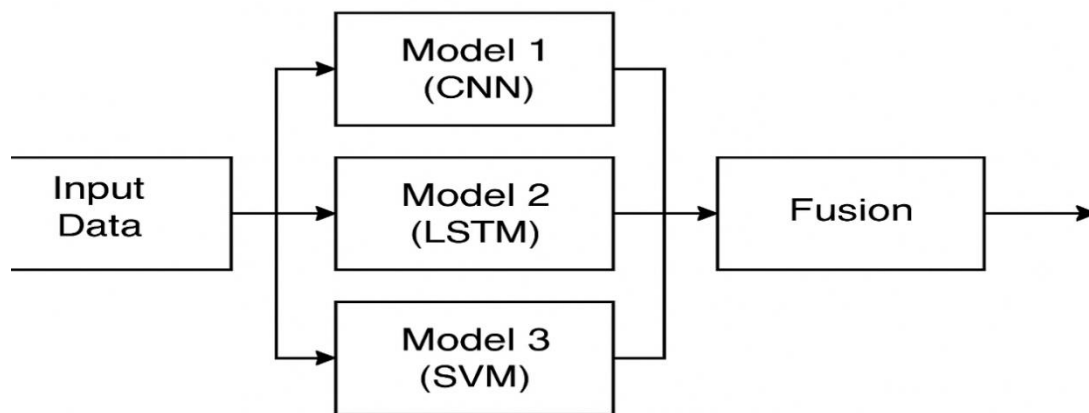 Input
Data
Model 1
(CNN)
Model 2
(LSTM)
Model 3
(SVM)
Fusion